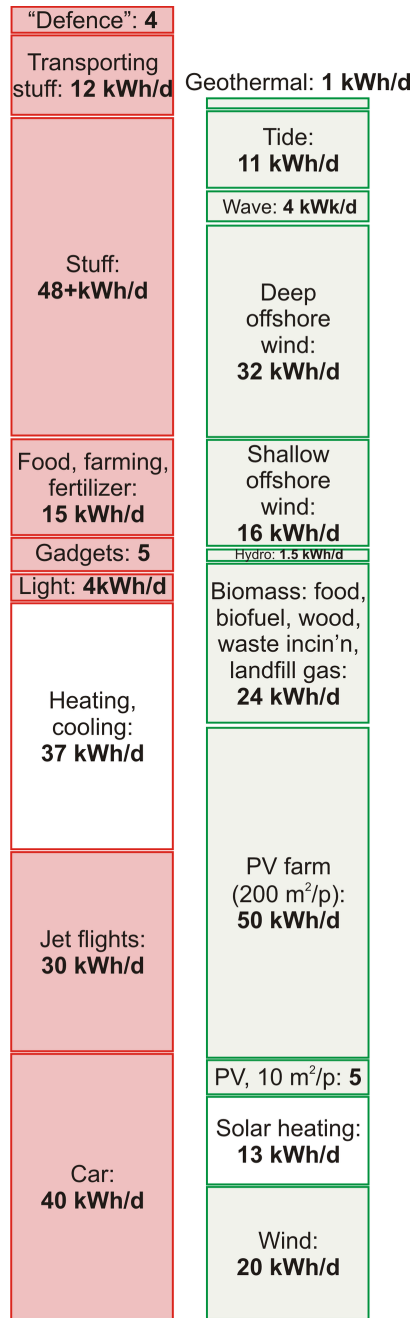 “Defence”: 4
Transporting
stuff: 12 kWh/d
Stuff:
48+kWh/d
Food, farming,
fertilizer:
15 kWh/d
Gadgets: 5
Light: 4kWh/d
Heating,
cooling:
37 kWh/d
Jet flights:
30 kWh/d
Car:
40 kWh/d
Geothermal: 1 kWh/d
Tide:
11 kWh/d
Wave: 4 kWk/d
Deep
offshore
wind:
32 kWh/d
Shallow
offshore
wind:
16 kWh/d
Hydro: 1.5 kWh/d
Biomass: food,
biofuel, wood,
waste incin’n,
landfill gas:
24 kWh/d
PV farm
(200 m²/p):
50 kWh/d
PV, 10 m²/p: 5
Solar heating:
13 kWh/d
Wind:
20 kWh/d